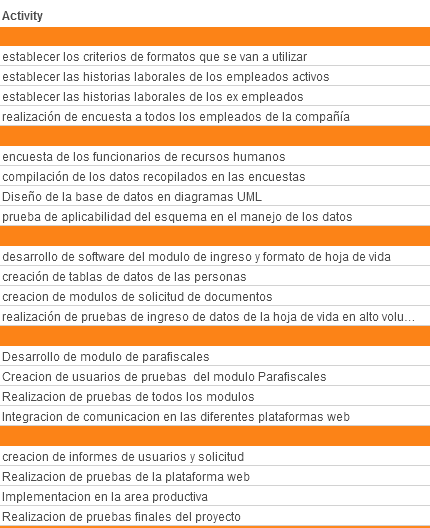 Activity
establecer los criterios de formatos que se van a utilizar
establecer las historias laborales de los empleados activos
establecer las historias laborales de los ex empleados
realización de encuesta a todos los empleados de la compañía
encuesta de los funcionarios de recursos humanos
compilación de los datos recopilados en las encuestas
Diseño de la base de datos en diagramas UML
prueba de aplicabilidad del esquema en el manejo de los datos
desarrollo de software del modulo de ingreso y formato de hoja de vida
creación de tablas de datos de las personas
creacion de modulos de solicitud de documentos
realización de pruebas de ingreso de datos de la hoja de vida en alto volu...
Desarrollo de modulo de parafiscales
Creacion de usuarios de pruebas  del modulo Parafiscales
Realizacion de pruebas de todos los modulos
Integracion de comunicacion en las diferentes plataformas web
creacion de informes de usuarios y solicitud
Realizacion de pruebas de la plataforma web
Implementacion en la area productiva
Realizacion de pruebas finales del proyecto